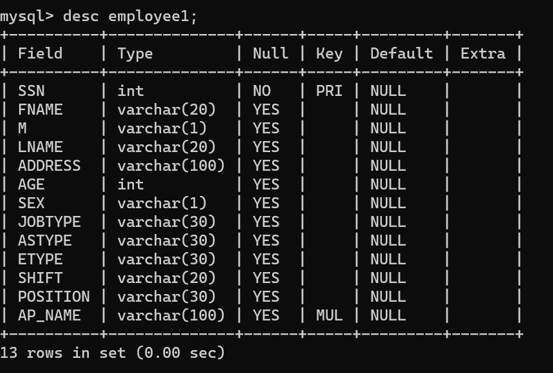 mysql> desc employee1;
+----------+--------------+------+-----+---------+-------+
| Field    | Type         | Null | Key | Default | Extra |
+----------+--------------+------+-----+---------+-------+
| SSN      | int          | NO   | PRI | NULL    |       |
| FNAME    | varchar(20)  | YES  |     | NULL    |       |
| M        | varchar(1)   | YES  |     | NULL    |       |
| LNAME    | varchar(20)  | YES  |     | NULL    |       |
| ADDRESS  | varchar(100) | YES  |     | NULL    |       |
| AGE      | int          | YES  |     | NULL    |       |
| SEX      | varchar(1)   | YES  |     | NULL    |       |
| JOBTYPE  | varchar(30)  | YES  |     | NULL    |       |
| ASTYPE   | varchar(30)  | YES  |     | NULL    |       |
| ETYPE    | varchar(30)  | YES  |     | NULL    |       |
| SHIFT    | varchar(20)  | YES  |     | NULL    |       |
| POSITION | varchar(30)  | YES  |     | NULL    |       |
| AP_NAME  | varchar(100) | YES  | MUL | NULL    |       |
+----------+--------------+------+-----+---------+-------+
13 rows in set (0.00 sec)